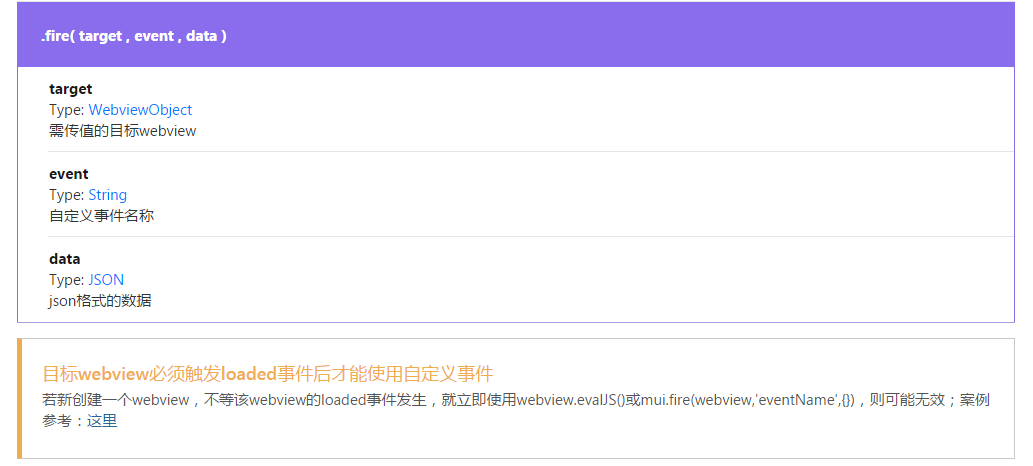 .fire( target , event , data )
target
Type: WebviewObject
需传值的目标webview
event
Type: String
自定义事件名称
data
Type: JSON
json格式的数据
目标webview必须触发loaded事件后才能使用自定义事件
若新创建一个webview，不等该webview的loaded事件发生，就立即使用webview.evalJS()或mui.fire(webview,'eventName',{})，则可能无效；案例
参考：这里